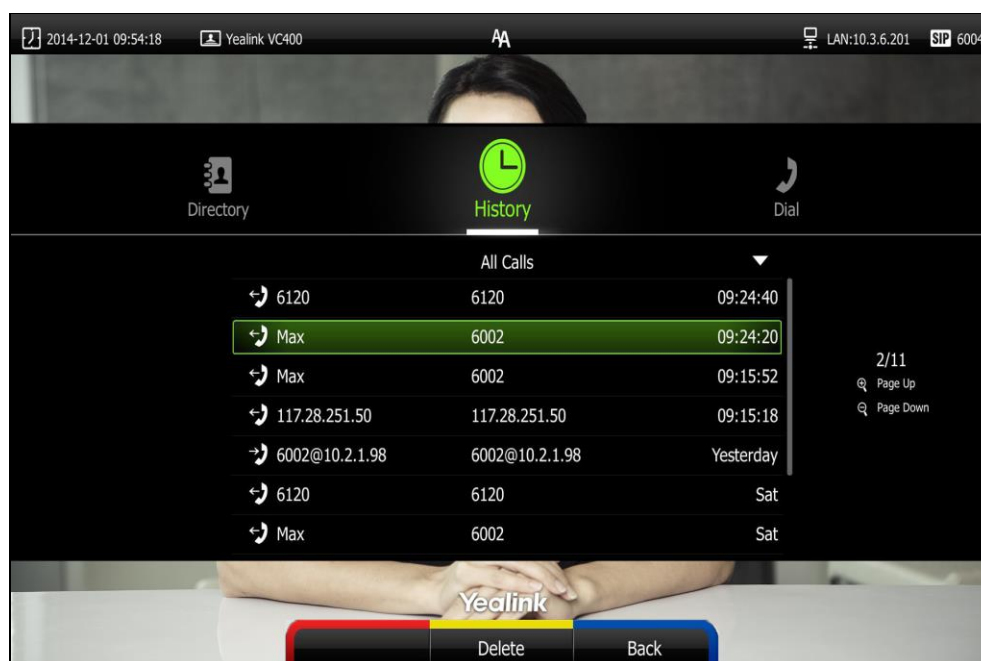 2014-12-01 09:54:18 Yealink VC400 AA LAN:10.3.6.201 SIP 6004
Directory History Dial
All Calls
6120 6120 09:24:40
Max 6002 09:24:20
Max 6002 09:15:52
117.28.251.50 117.28.251.50 09:15:18
6002@10.2.1.98 6002@10.2.1.98 Yesterday
6120 6120 Sat
Max 6002 Sat
2/11
Page Up
Page Down
Yealink
Delete Back